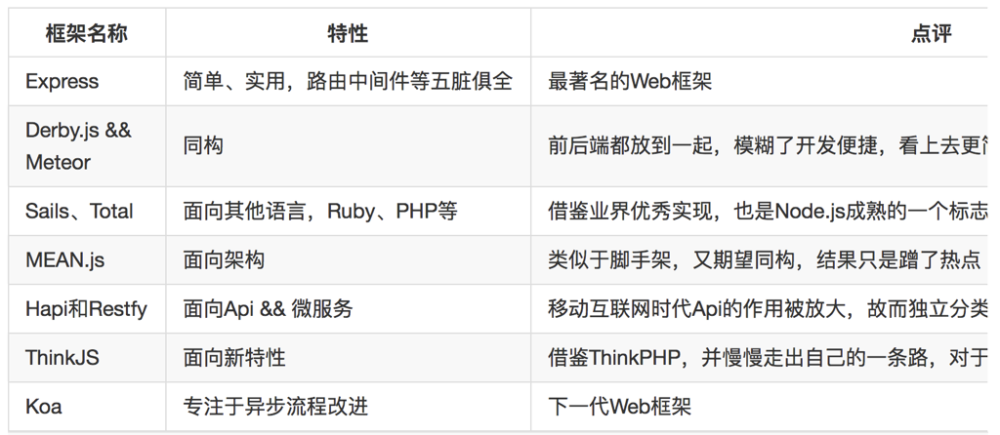 框架名称 特性 点评
Express 简单、实用，路由中间件等五脏俱全 最著名的Web框架
Derby.js &&
Meteor 同构 前后端都放到一起，模糊了开发便捷，看上去更
Sails、Total 面向其他语言，Ruby、PHP等 借鉴业界优秀实现，也是Node.js成熟的一个标志
MEAN.js 面向架构 类似于脚手架，又期望同构，结果只是蹭了热点
Hapi和Restfy 面向Api && 微服务 移动互联网时代Api的作用被放大，故而独立分类
ThinkJS 面向新特性 借鉴ThinkPHP，并慢慢走出自己的一条路，对于
Koa 专注于异步流程改进 下一代Web框架